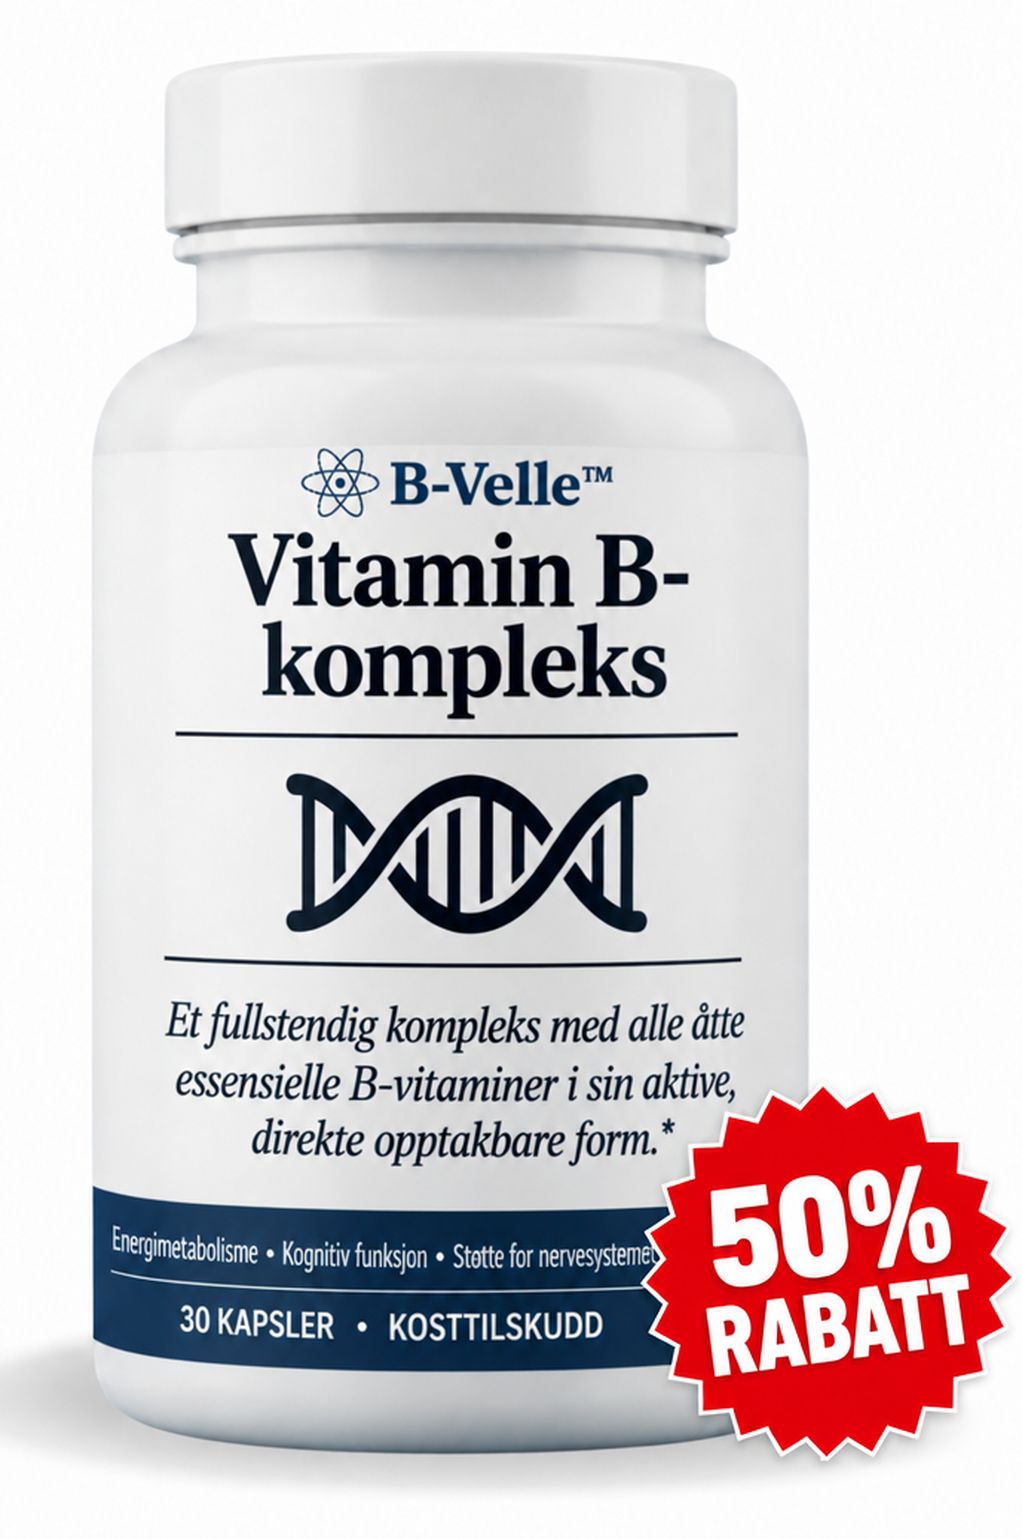 B-Velle™
Vitamin B-
kompleks
Et fullstendig kompleks med alle åtte
essensielle B-vitaminer i sin aktive,
direkte opptakbare form.*
Energimetabolisme • Kognitiv funksjon • Støtte for nervesystemet
30 KAPSLER • KOSTTILSKUDD
50%
RABATT